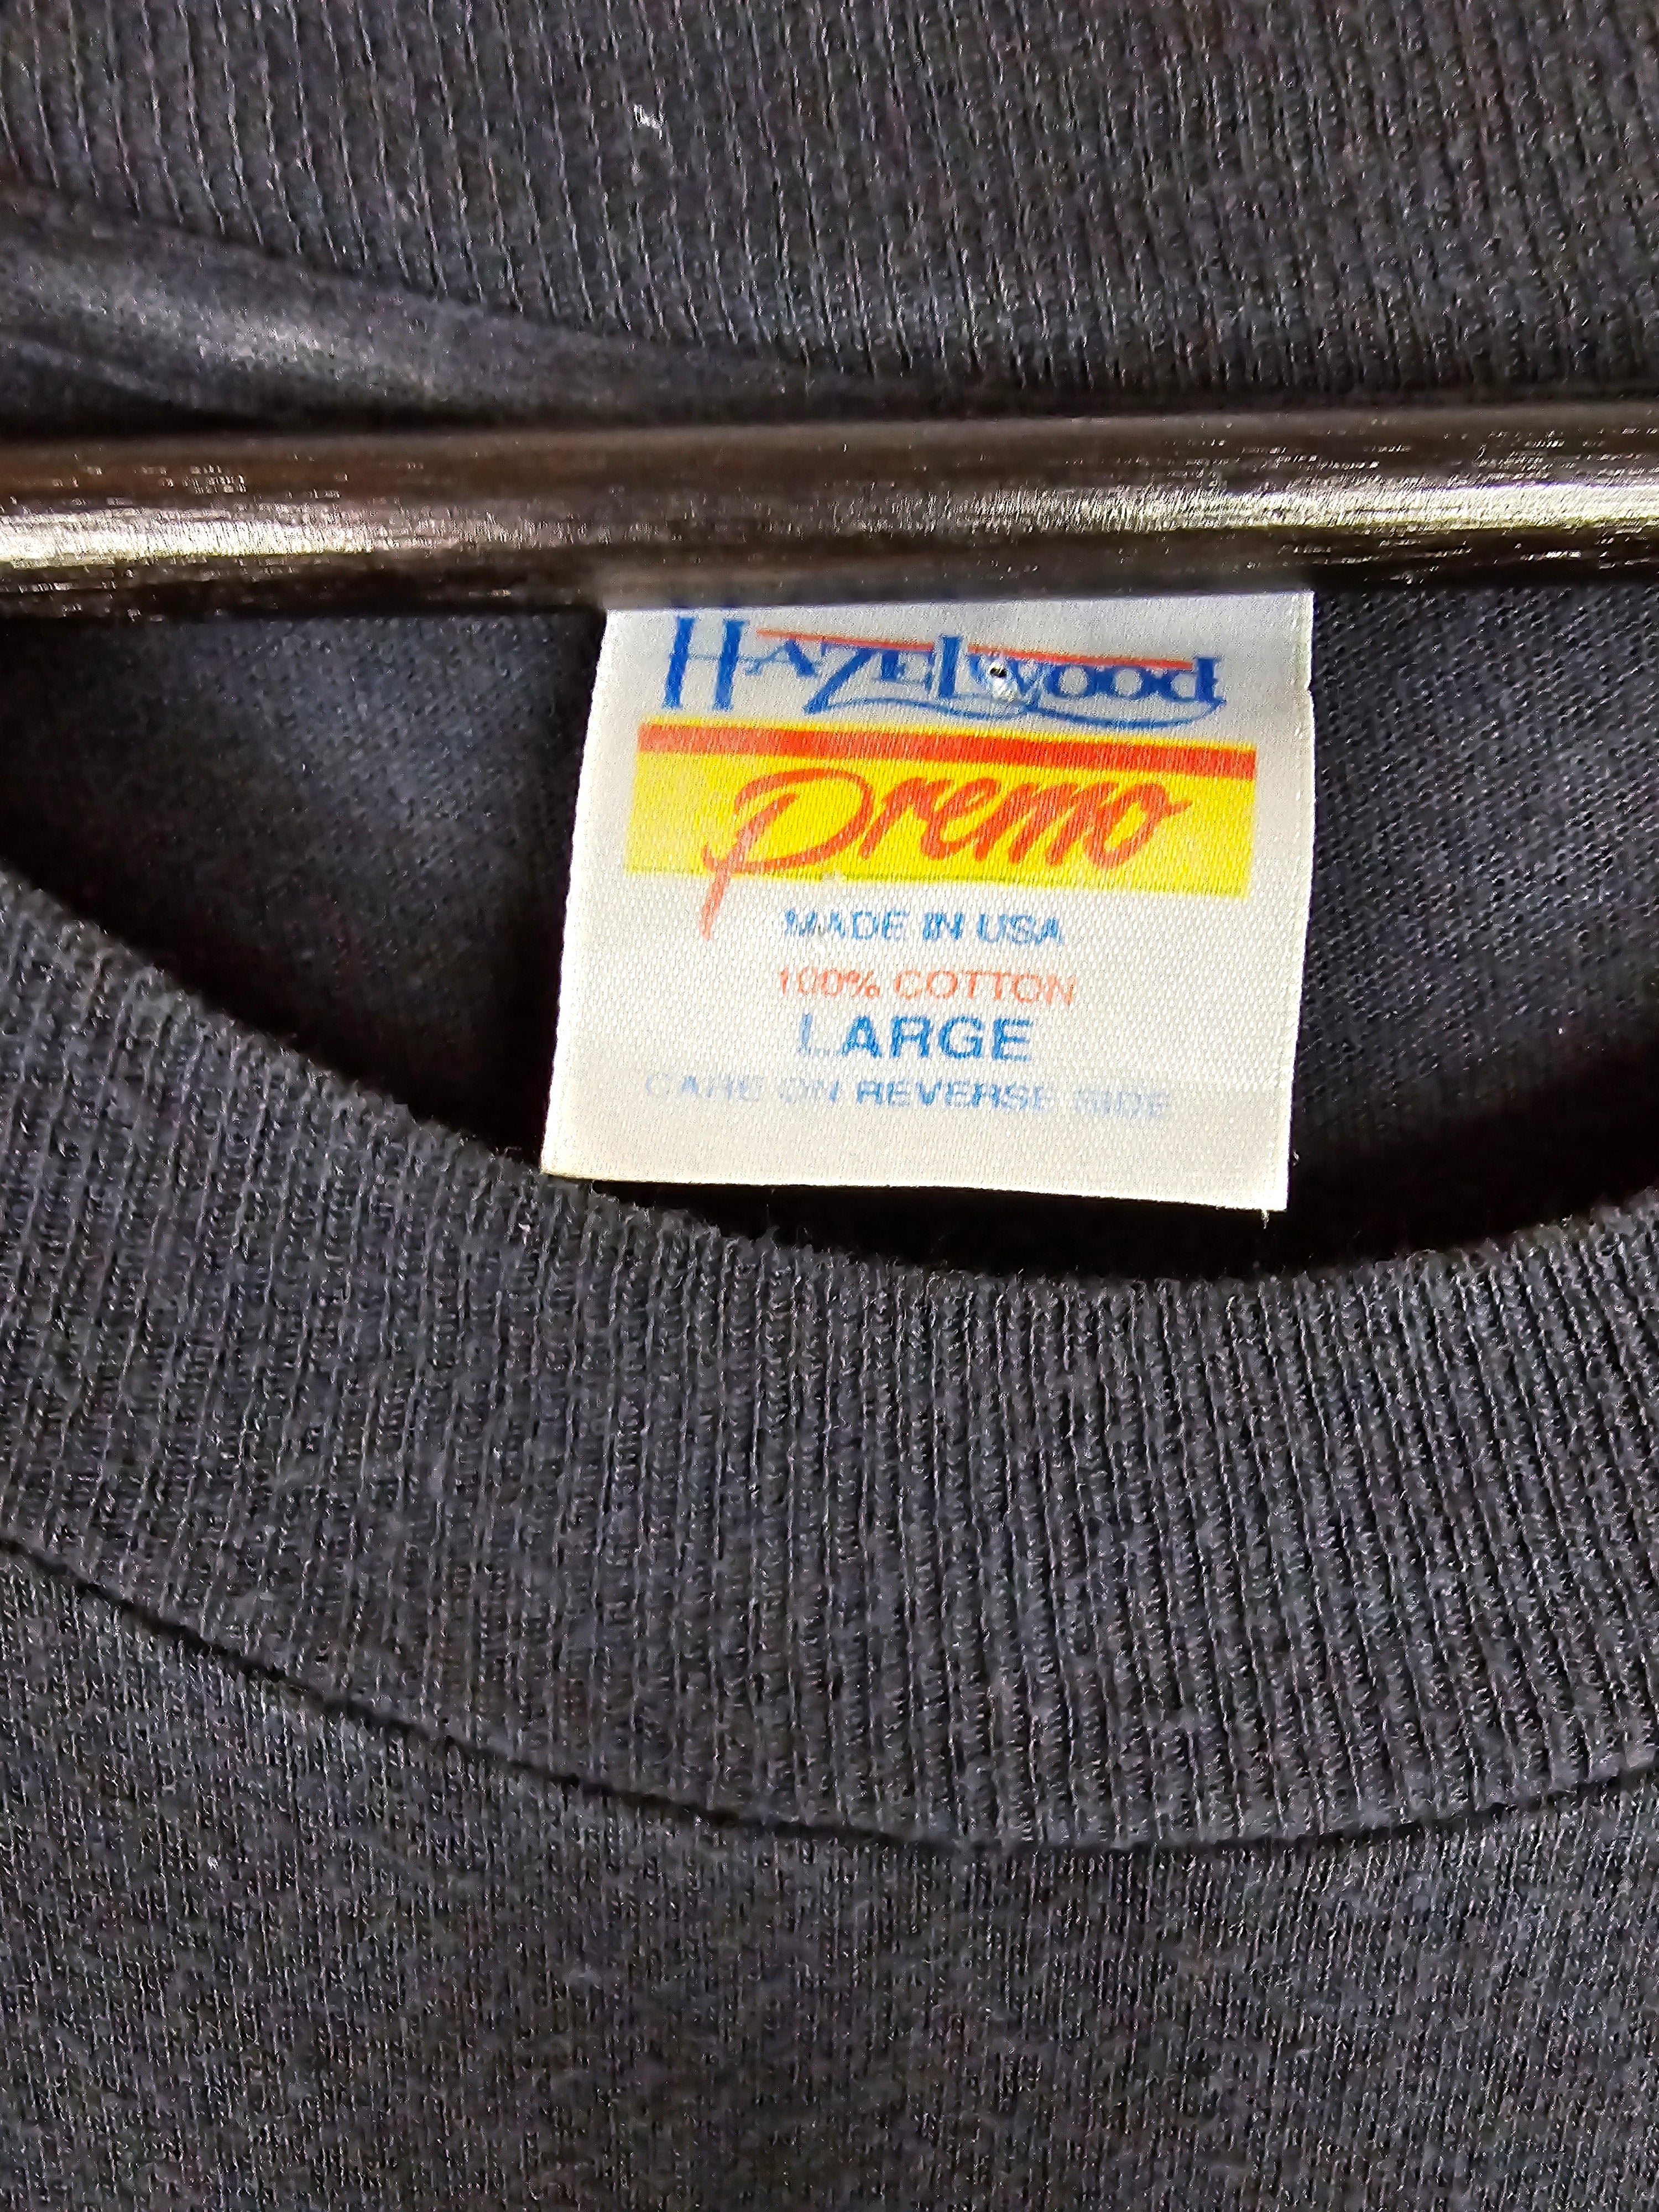 HAZELwood
Premo
MADE IN USA
100% COTTON
LARGE
CARE ON REVERSE SIDE